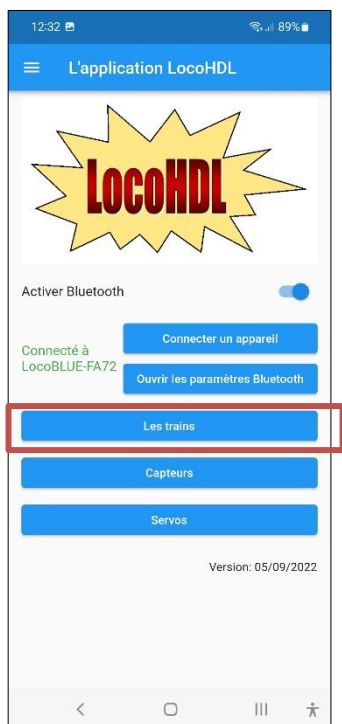 12:32 89%
L'application LocoHDL
LocoHDL
Activer Bluetooth
Connecter un appareil
Connecté à
LocoBLUE-FA72
Ouvrir les paramètres Bluetooth
Les trains
Capteurs
Servos
Version: 05/09/2022